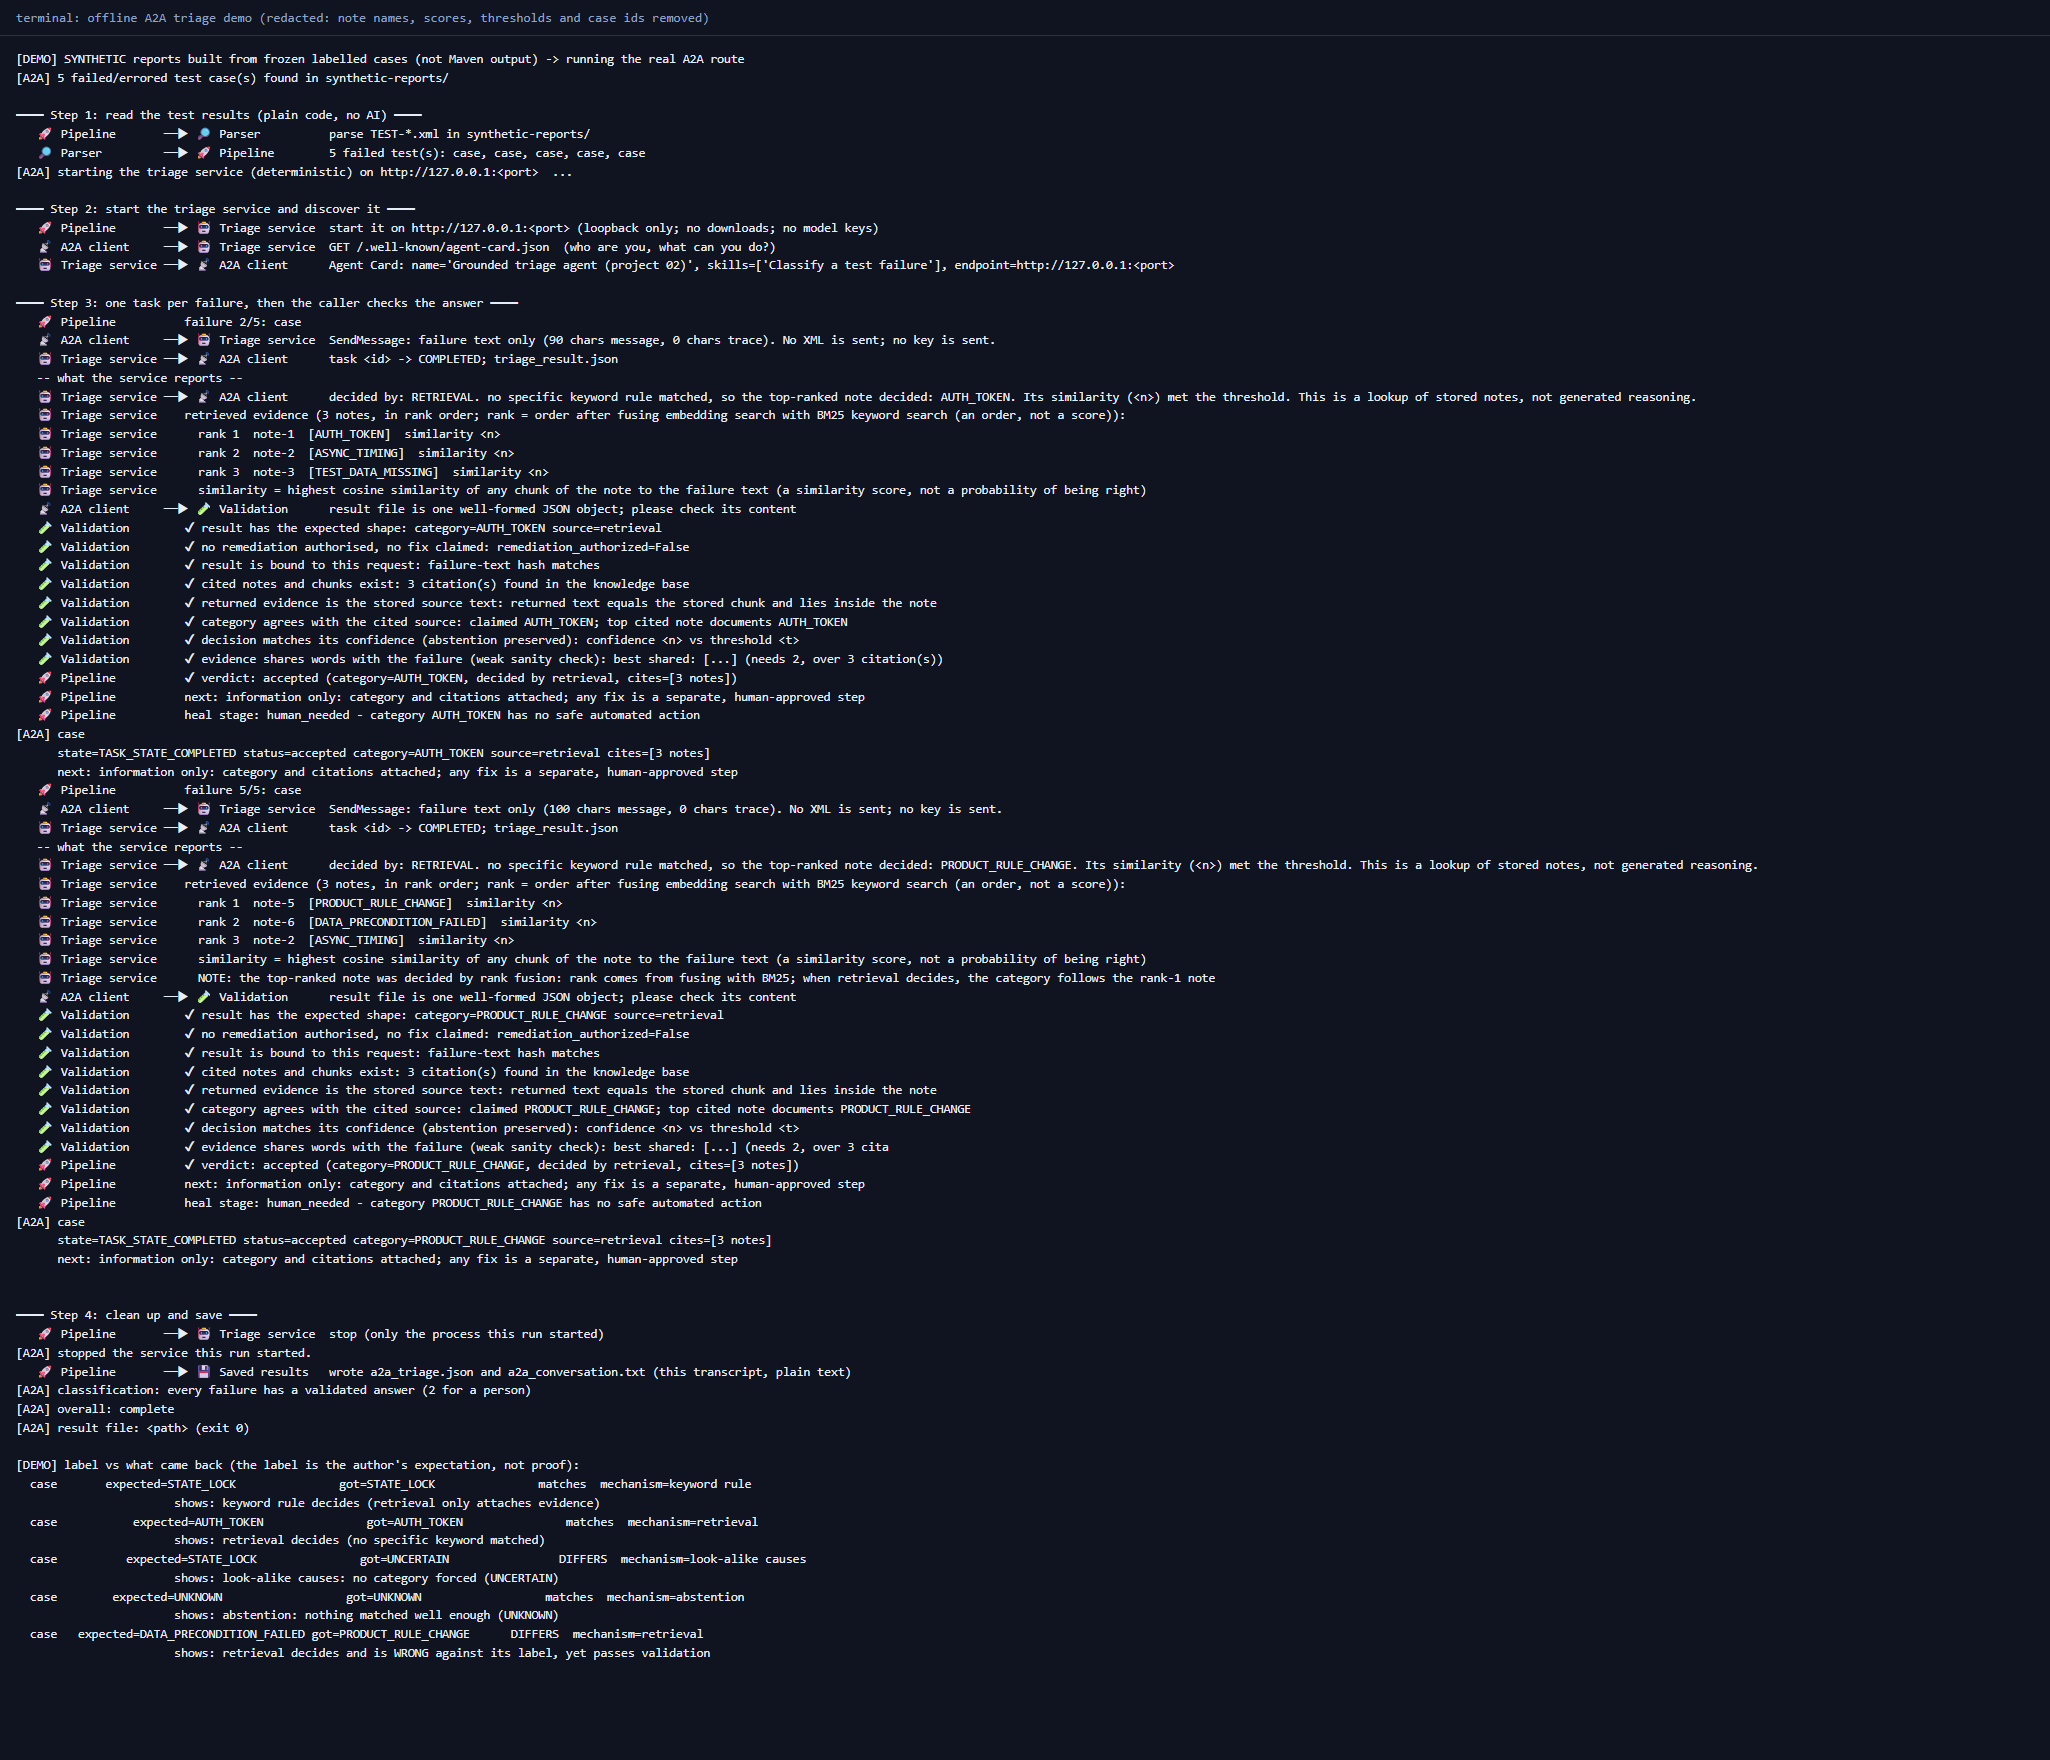 terminal: offline A2A triage demo (redacted: note names, scores, thresholds and case ids removed)
[DEMO] SYNTHETIC reports built from frozen labelled cases (not Maven output) -> running the real A2A route
[A2A] 5 failed/errored test case(s) found in synthetic-reports/
—— Step 1: read the test results (plain code, no AI) ——
🚀 Pipeline ──▶ 🔎 Parser parse TEST-*.xml in synthetic-reports/
🔎 Parser ──▶ 🚀 Pipeline 5 failed test(s): case, case, case, case, case
[A2A] starting the triage service (deterministic) on http://127.0.0.1:<port> ...
—— Step 2: start the triage service and discover it ——
🚀 Pipeline ──▶ 🤖 Triage service start it on http://127.0.0.1:<port> (loopback only; no downloads; no model keys)
📡 A2A client ──▶ 🤖 Triage service GET /.well-known/agent-card.json (who are you, what can you do?)
🤖 Triage service ──▶ 📡 A2A client Agent Card: name='Grounded triage agent (project 02)', skills=['Classify a test failure'], endpoint=http://127.0.0.1:<port>
—— Step 3: one task per failure, then the caller checks the answer ——
🚀 Pipeline failure 2/5: case
📡 A2A client ──▶ 🤖 Triage service SendMessage: failure text only (90 chars message, 0 chars trace). No XML is sent; no key is sent.
🤖 Triage service ──▶ 📡 A2A client task <id> -> COMPLETED; triage_result.json
-- what the service reports --
🤖 Triage service ──▶ 📡 A2A client decided by: RETRIEVAL. no specific keyword rule matched, so the top-ranked note decided: AUTH_TOKEN. Its similarity (<n>) met the threshold. This is a lookup of stored notes, not generated reasoning.
🤖 Triage service retrieved evidence (3 notes, in rank order; rank = order after fusing embedding search with BM25 keyword search (an order, not a score)):
🤖 Triage service rank 1 note-1 [AUTH_TOKEN] similarity <n>
🤖 Triage service rank 2 note-2 [ASYNC_TIMING] similarity <n>
🤖 Triage service rank 3 note-3 [TEST_DATA_MISSING] similarity <n>
🤖 Triage service similarity = highest cosine similarity of any chunk of the note to the failure text (a similarity score, not a probability of being right)
📡 A2A client ──▶ 🧪 Validation result file is one well-formed JSON object; please check its content
🧪 Validation ✓ result has the expected shape: category=AUTH_TOKEN source=retrieval
🧪 Validation ✓ no remediation authorised, no fix claimed: remediation_authorized=False
🧪 Validation ✓ result is bound to this request: failure-text hash matches
🧪 Validation ✓ cited notes and chunks exist: 3 citation(s) found in the knowledge base
🧪 Validation ✓ returned evidence is the stored source text: returned text equals the stored chunk and lies inside the note
🧪 Validation ✓ category agrees with the cited source: claimed AUTH_TOKEN; top cited note documents AUTH_TOKEN
🧪 Validation ✓ decision matches its confidence (abstention preserved): confidence <n> vs threshold <t>
🧪 Validation ✓ evidence shares words with the failure (weak sanity check): best shared: [...] (needs 2, over 3 citation(s))
🚀 Pipeline ✓ verdict: accepted (category=AUTH_TOKEN, decided by retrieval, cites=[3 notes])
🚀 Pipeline next: information only: category and citations attached; any fix is a separate, human-approved step
🚀 Pipeline heal stage: human_needed - category AUTH_TOKEN has no safe automated action
[A2A] case
state=TASK_STATE_COMPLETED status=accepted category=AUTH_TOKEN source=retrieval cites=[3 notes]
next: information only: category and citations attached; any fix is a separate, human-approved step
🚀 Pipeline failure 5/5: case
📡 A2A client ──▶ 🤖 Triage service SendMessage: failure text only (100 chars message, 0 chars trace). No XML is sent; no key is sent.
🤖 Triage service ──▶ 📡 A2A client task <id> -> COMPLETED; triage_result.json
-- what the service reports --
🤖 Triage service ──▶ 📡 A2A client decided by: RETRIEVAL. no specific keyword rule matched, so the top-ranked note decided: PRODUCT_RULE_CHANGE. Its similarity (<n>) met the threshold. This is a lookup of stored notes, not generated reasoning.
🤖 Triage service retrieved evidence (3 notes, in rank order; rank = order after fusing embedding search with BM25 keyword search (an order, not a score)):
🤖 Triage service rank 1 note-5 [PRODUCT_RULE_CHANGE] similarity <n>
🤖 Triage service rank 2 note-6 [DATA_PRECONDITION_FAILED] similarity <n>
🤖 Triage service rank 3 note-2 [ASYNC_TIMING] similarity <n>
🤖 Triage service similarity = highest cosine similarity of any chunk of the note to the failure text (a similarity score, not a probability of being right)
🤖 Triage service NOTE: the top-ranked note was decided by rank fusion: rank comes from fusing with BM25; when retrieval decides, the category follows the rank-1 note
📡 A2A client ──▶ 🧪 Validation result file is one well-formed JSON object; please check its content
🧪 Validation ✓ result has the expected shape: category=PRODUCT_RULE_CHANGE source=retrieval
🧪 Validation ✓ no remediation authorised, no fix claimed: remediation_authorized=False
🧪 Validation ✓ result is bound to this request: failure-text hash matches
🧪 Validation ✓ cited notes and chunks exist: 3 citation(s) found in the knowledge base
🧪 Validation ✓ returned evidence is the stored source text: returned text equals the stored chunk and lies inside the note
🧪 Validation ✓ category agrees with the cited source: claimed PRODUCT_RULE_CHANGE; top cited note documents PRODUCT_RULE_CHANGE
🧪 Validation ✓ decision matches its confidence (abstention preserved): confidence <n> vs threshold <t>
🧪 Validation ✓ evidence shares words with the failure (weak sanity check): best shared: [...] (needs 2, over 3 cita
🚀 Pipeline ✓ verdict: accepted (category=PRODUCT_RULE_CHANGE, decided by retrieval, cites=[3 notes])
🚀 Pipeline next: information only: category and citations attached; any fix is a separate, human-approved step
🚀 Pipeline heal stage: human_needed - category PRODUCT_RULE_CHANGE has no safe automated action
[A2A] case
state=TASK_STATE_COMPLETED status=accepted category=PRODUCT_RULE_CHANGE source=retrieval cites=[3 notes]
next: information only: category and citations attached; any fix is a separate, human-approved step
—— Step 4: clean up and save ——
🚀 Pipeline ──▶ 🤖 Triage service stop (only the process this run started)
[A2A] stopped the service this run started.
🚀 Pipeline ──▶ 💾 Saved results wrote a2a_triage.json and a2a_conversation.txt (this transcript, plain text)
[A2A] classification: every failure has a validated answer (2 for a person)
[A2A] overall: complete
[A2A] result file: <path> (exit 0)
[DEMO] label vs what came back (the label is the author's expectation, not proof):
case expected=STATE_LOCK got=STATE_LOCK matches mechanism=keyword rule
shows: keyword rule decides (retrieval only attaches evidence)
case expected=AUTH_TOKEN got=AUTH_TOKEN matches mechanism=retrieval
shows: retrieval decides (no specific keyword matched)
case expected=STATE_LOCK got=UNCERTAIN DIFFERS mechanism=look-alike causes
shows: look-alike causes: no category forced (UNCERTAIN)
case expected=UNKNOWN got=UNKNOWN matches mechanism=abstention
shows: abstention: nothing matched well enough (UNKNOWN)
case expected=DATA_PRECONDITION_FAILED got=PRODUCT_RULE_CHANGE DIFFERS mechanism=retrieval
shows: retrieval decides and is WRONG against its label, yet passes validation